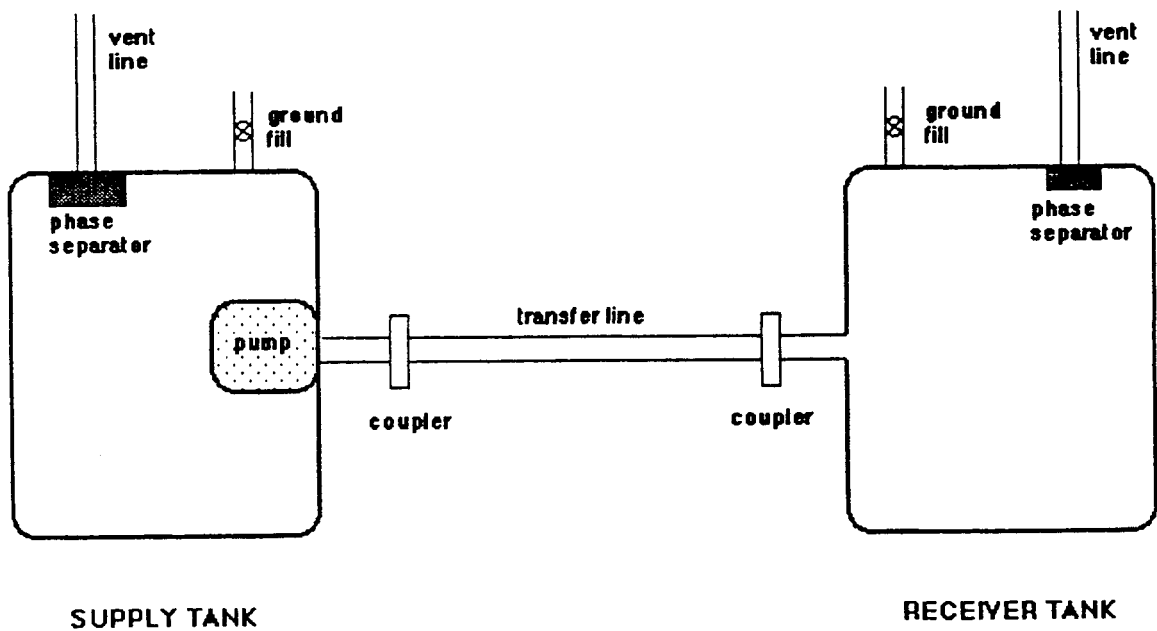 vent
line
ground
fill
phase
separator
pump
coupler
SUPPLY TANK
transfer line
coupler
vent
line
ground
fill
phase
separator
RECEIVER TANK